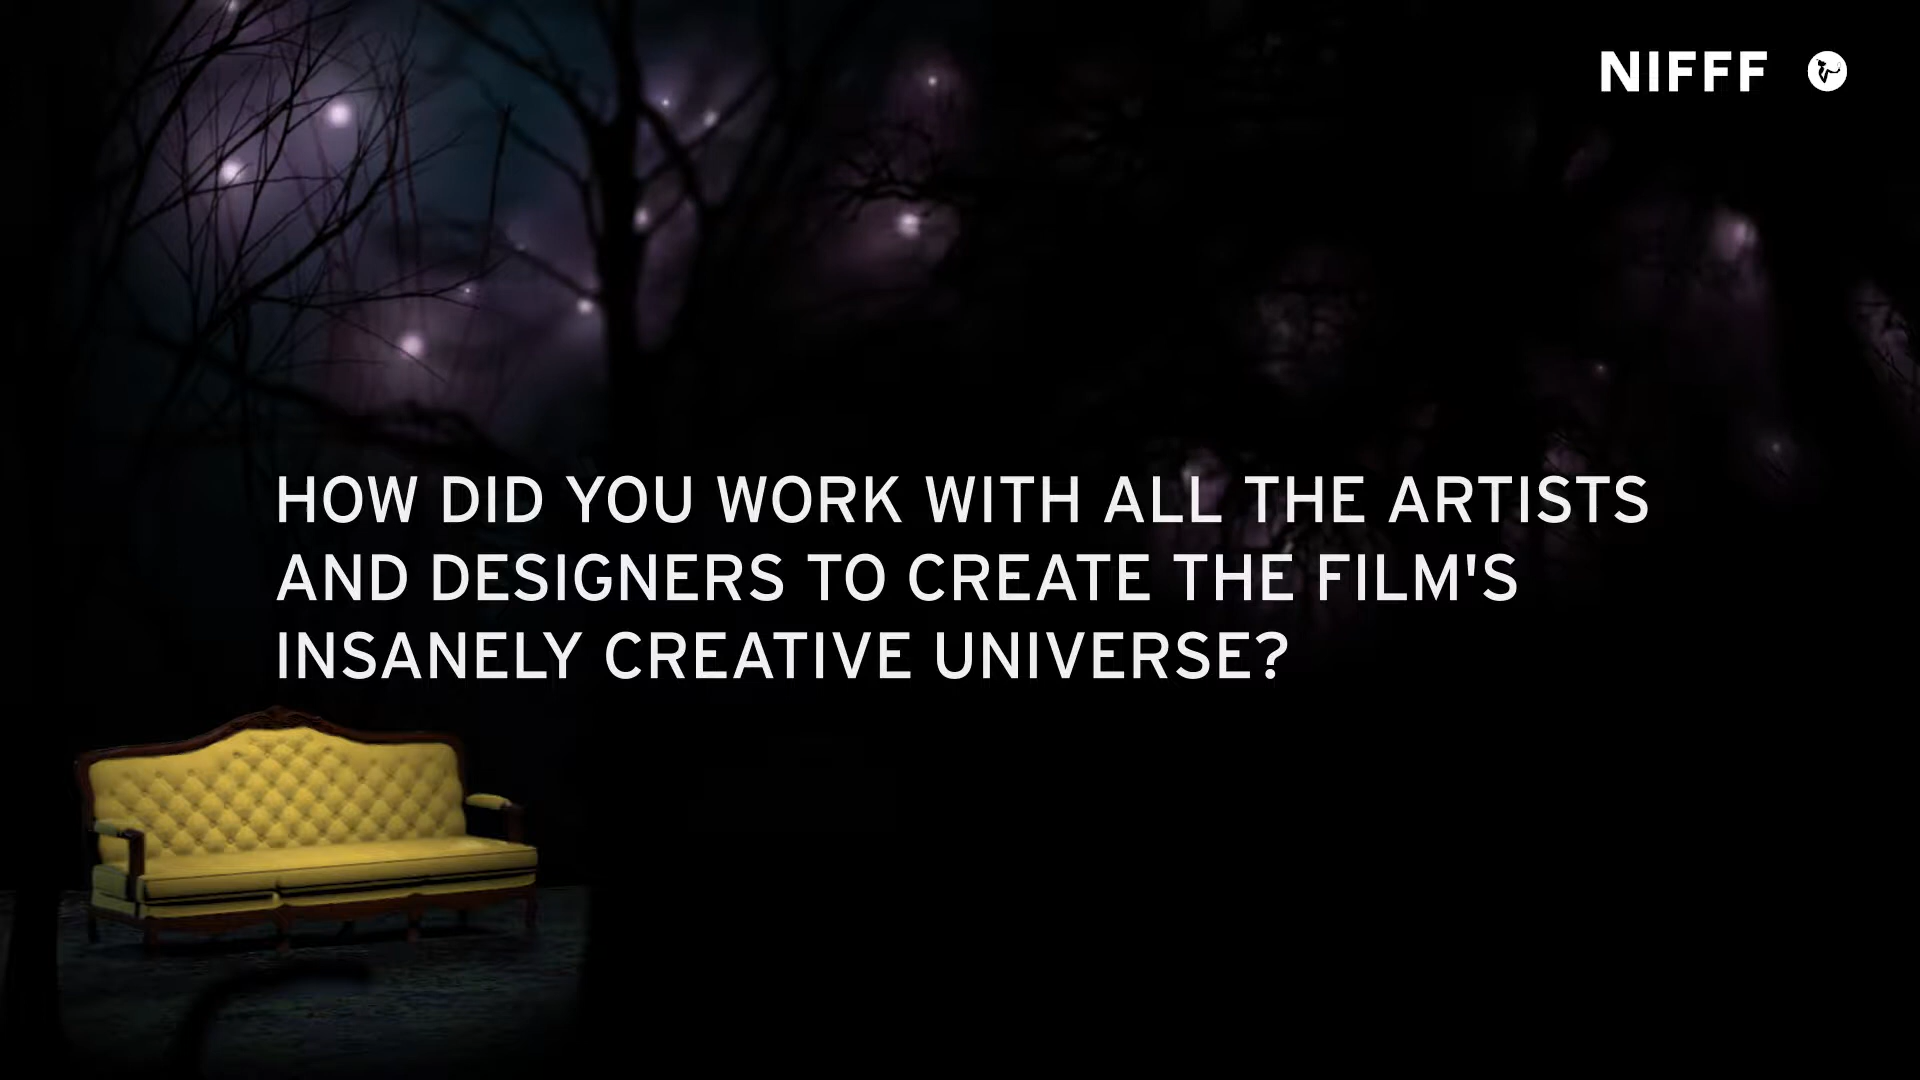 NIFFF
HOW DID YOU WORK WITH ALL THE ARTISTS
AND DESIGNERS TO CREATE THE FILM'S
INSANELY CREATIVE UNIVERSE?